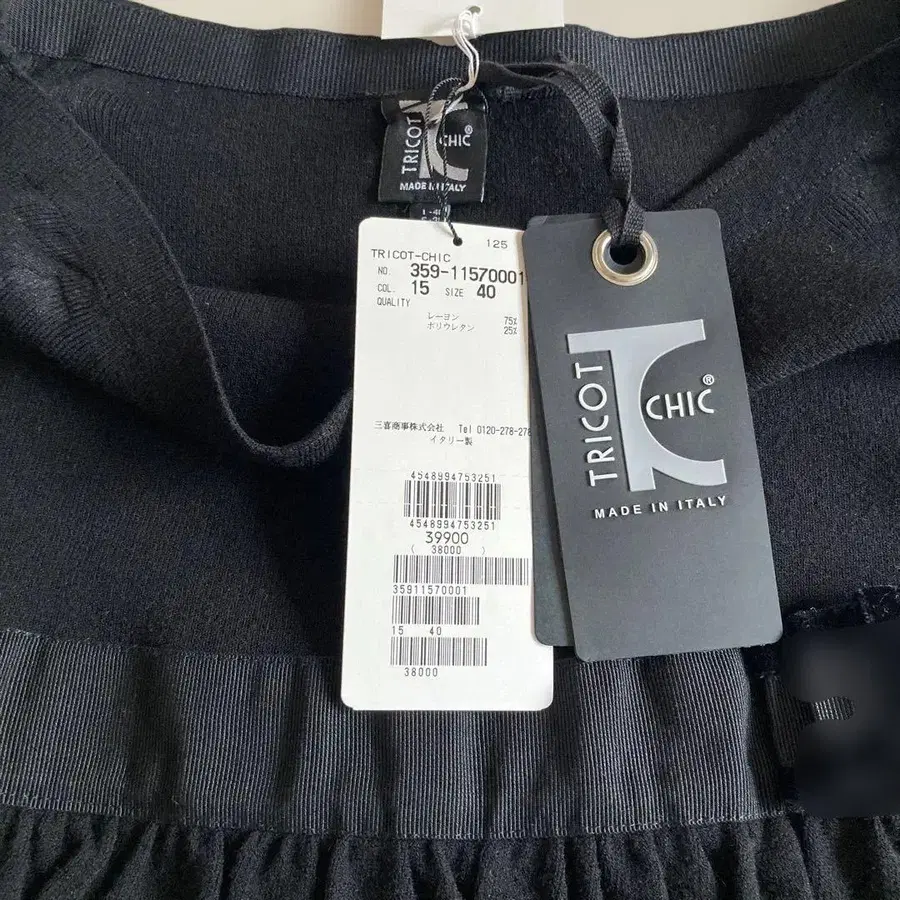 TRICOT
CHIC®
MADE IN ITALY
125
TRICOT-CHIC
NO. 359-11570001
COL. 15 SIZE 40
QUALITY
レーヨン 75%
ポリウレタン 25%
三喜商事株式会社 Tel 0120-278-278
イタリー製
4548994753251
4548994753251
39900
( 38000 )
35911570001
15 40
38000
TRICOT
CHIC®
MADE IN ITALY